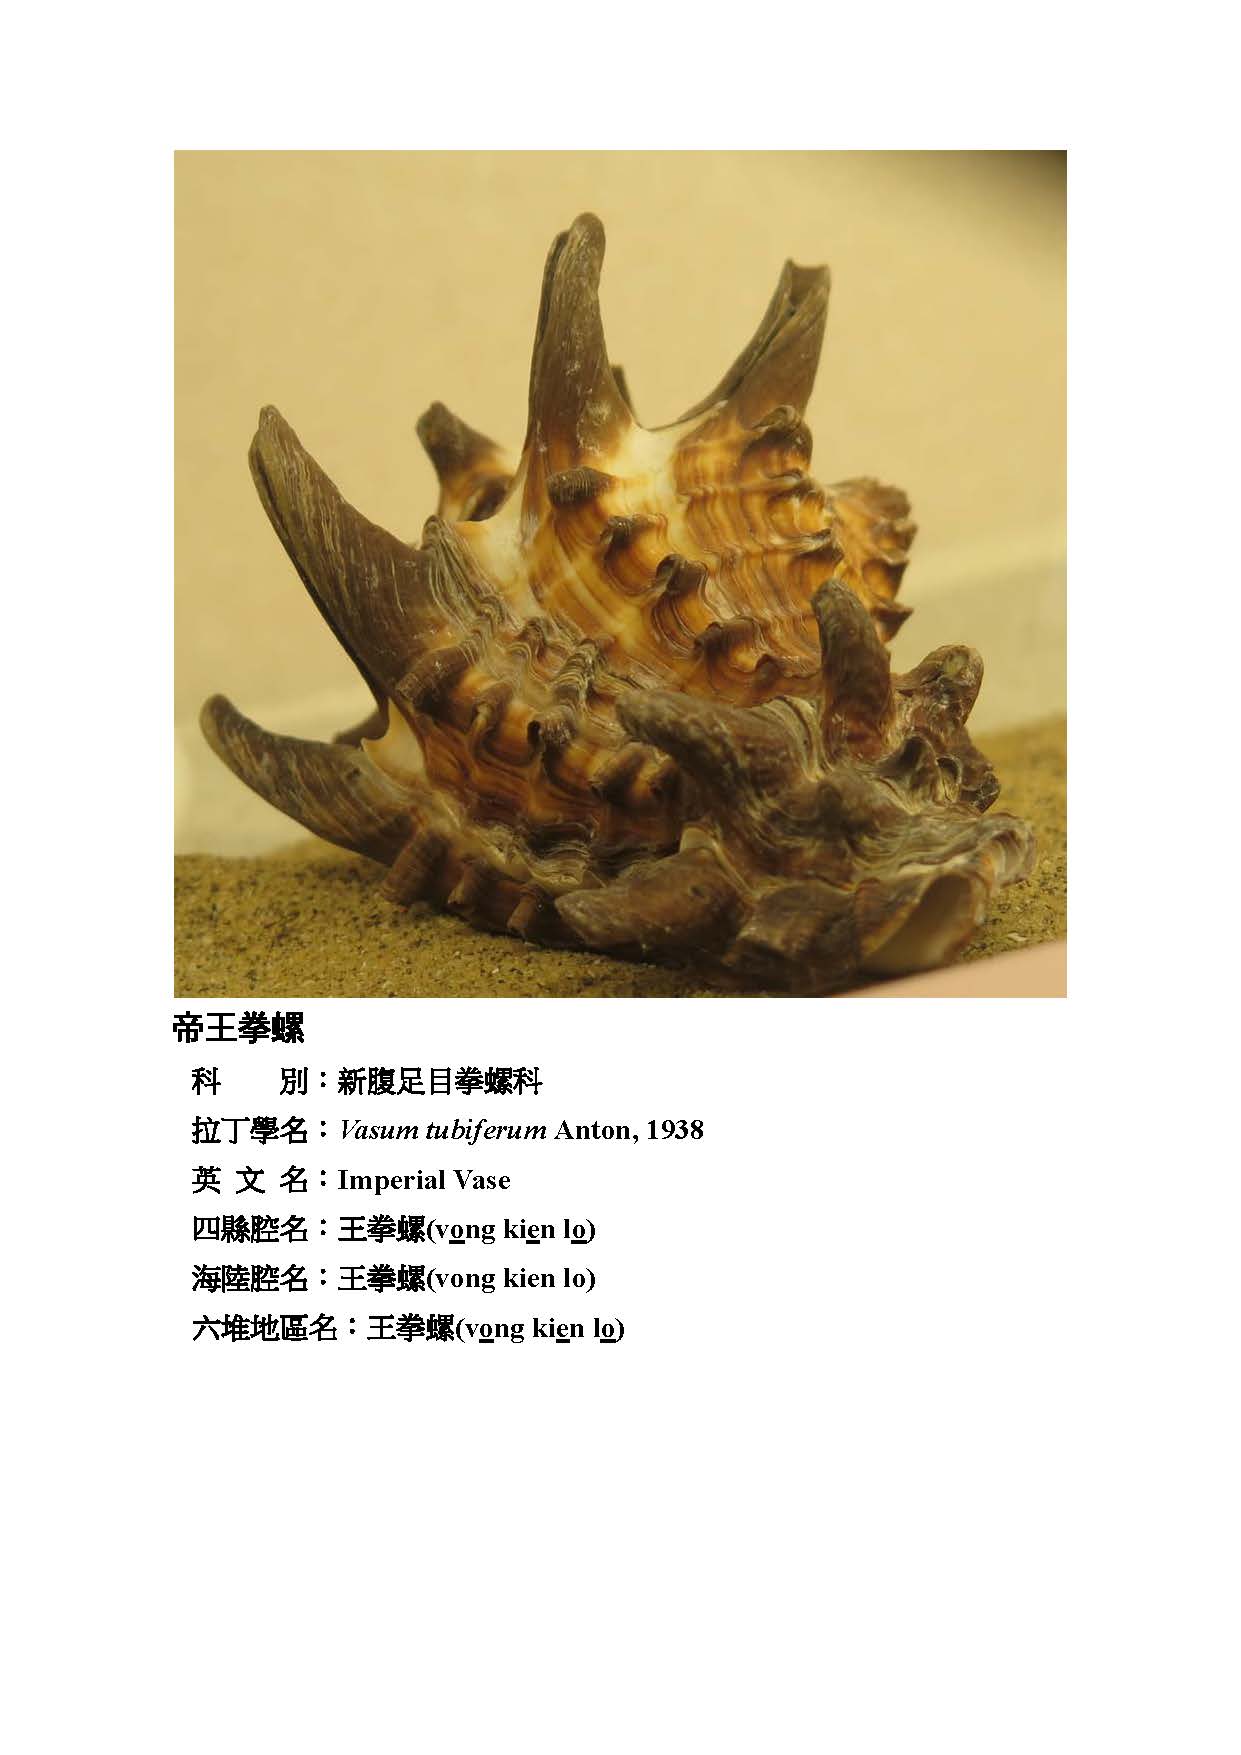 帝王拳螺
科　　別：新腹足目拳螺科
拉丁學名：Vasum tubiferum Anton, 1938
英 文 名：Imperial Vase
四縣腔名：王拳螺(vong kien lo)
海陸腔名：王拳螺(vong kien lo)
六堆地區名：王拳螺(vong kien lo)